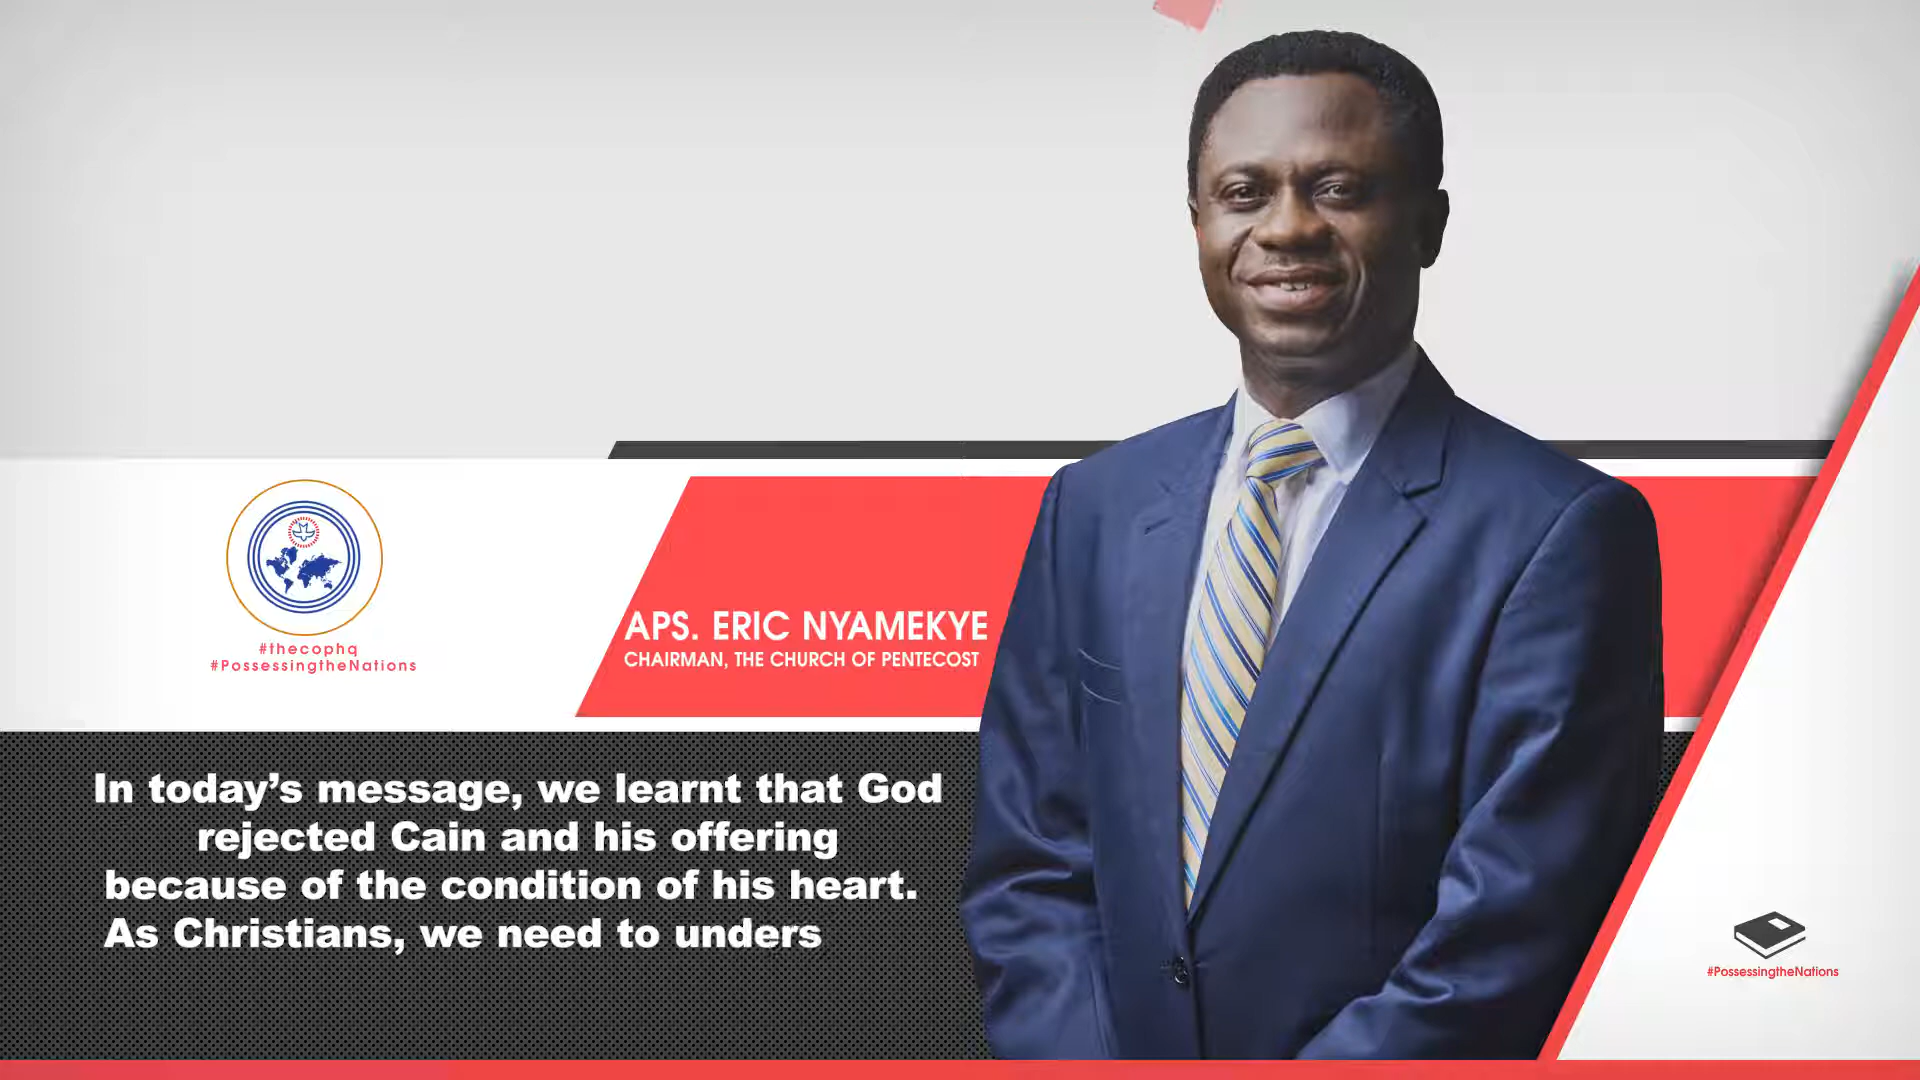 #thecophq
#PossessingtheNations
APS. ERIC NYAMEKYE
CHAIRMAN, THE CHURCH OF PENTECOST
In today’s message, we learnt that God
rejected Cain and his offering
because of the condition of his heart.
As Christians, we need to unders
#PossessingtheNations